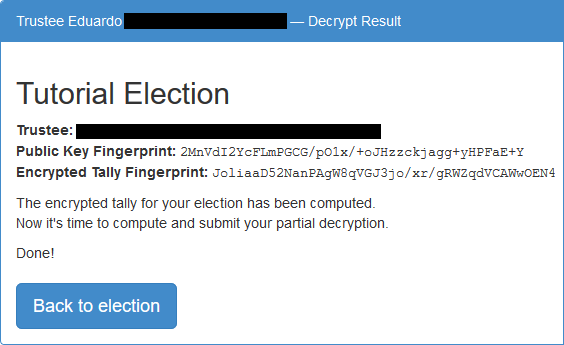 Trustee Eduardo — Decrypt Result
Tutorial Election
Trustee:
Public Key Fingerprint: 2MnVdI2YcFLmPGCG/pO1x/+oJHzzckjagg+yHPFaE+Y
Encrypted Tally Fingerprint: JoliaaD52NanPAgW8qVGJ3jo/xr/gRWZqdVCAWwOEN4
The encrypted tally for your election has been computed.
Now it's time to compute and submit your partial decryption.
Done!
Back to election